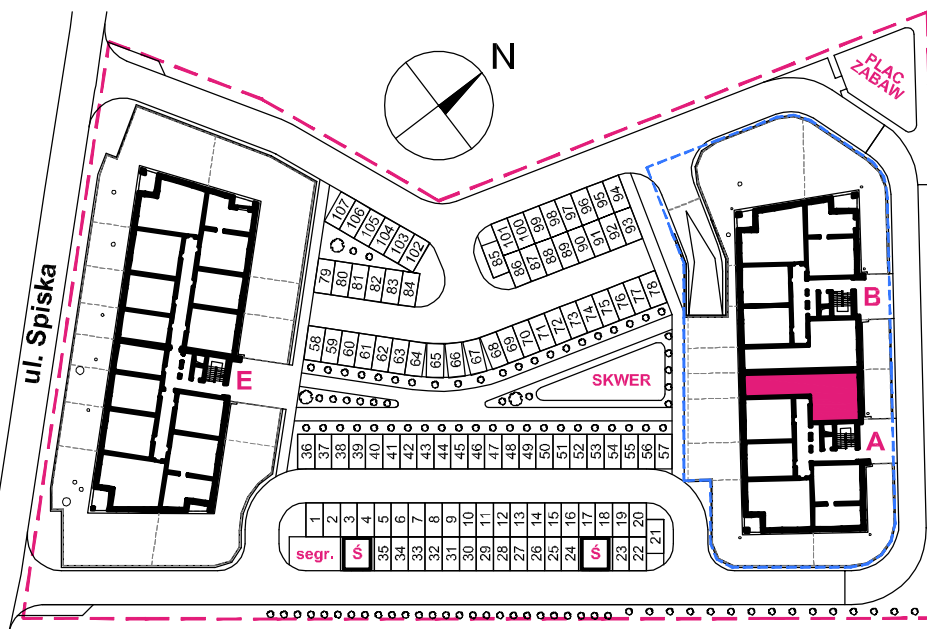 N
PLAC
ZABAW
ul. Spiska
107 106 105 104 103 102
79 80 81 82 83 84
101 100 99 98 97 96 95 94
85 86 87 88 89 90 91 92 93
58 59 60 61 62 63 64 65 66 67 68 69 70 71 72 73 74 75 76 77 78
B
E
SKWER
A
36 37 38 39 40 41 42 43 44 45 46 47 48 49 50 51 52 53 54 55 56 57
1 2 3 4 5 6 7 8 9 10 11 12 13 14 15 16 17 18 19 20
21
segr. Ś 35 34 33 32 31 30 29 28 27 26 25 24 Ś 23 22